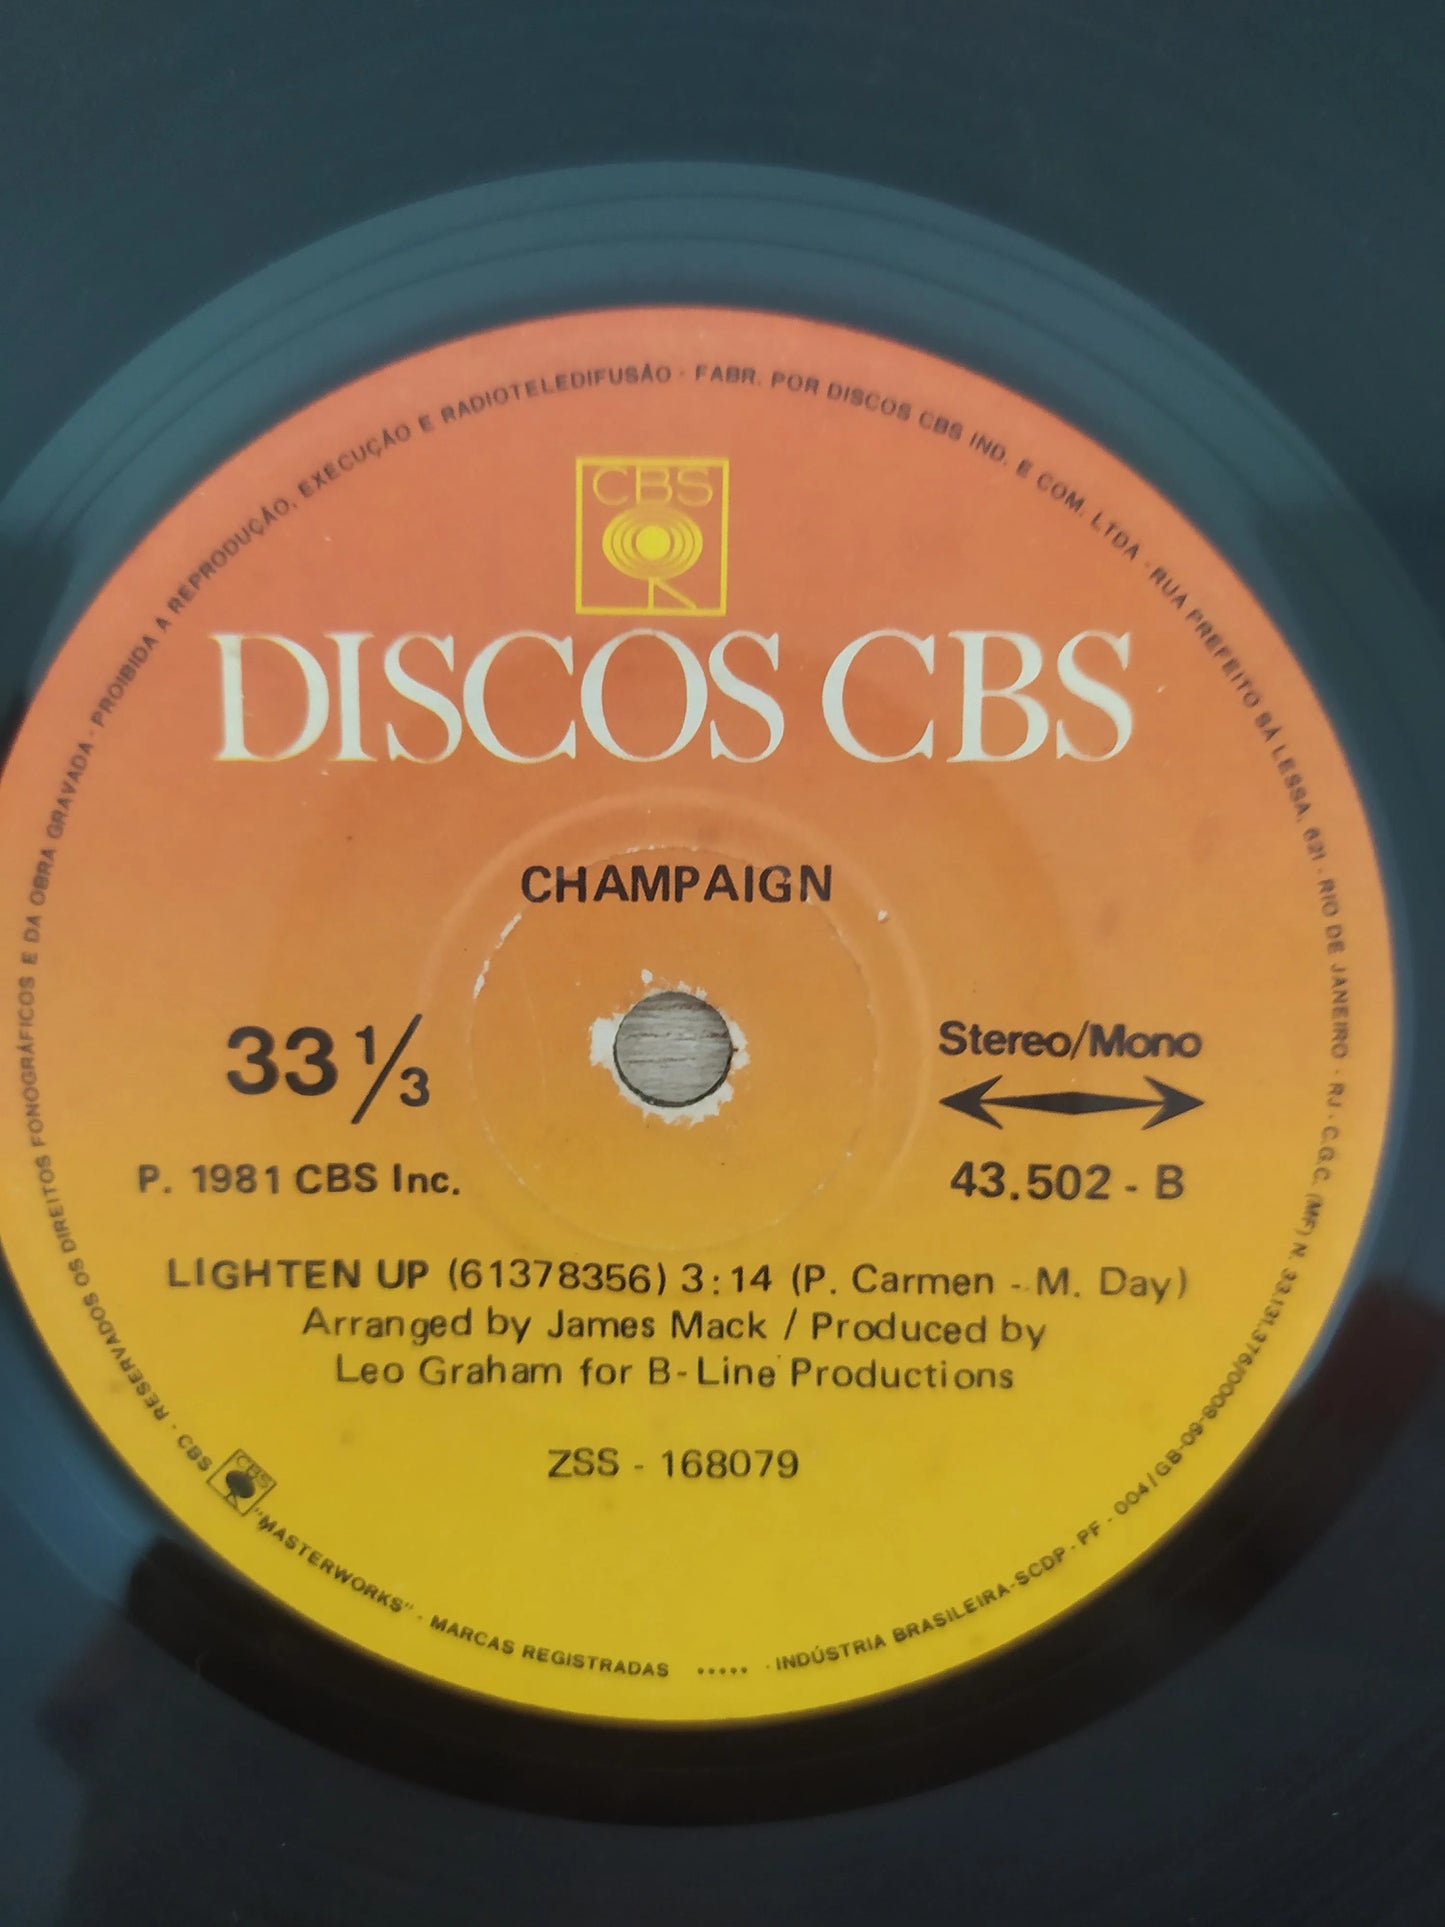 PROIBIDA A REPRODUÇÃO, EXECUÇÃO E RADIOTELEDIFUSÃO · FABR. POR DISCOS CBS IND. E COM. LTDA · RUA PREFEITO SÁ LESSA, 621 · RIO DE JANEIRO · RJ · C.G.C. (MF) N. 33.131.376/0008-09-GB/004 - PF - SCDP-INDÚSTRIA BRASILEIRA ·
CBS
DISCOS CBS
CHAMPAIGN
33 1/3
Stereo/Mono
P. 1981 CBS Inc.
43.502 - B
LIGHTEN UP (61378356) 3:14 (P. Carmen - M. Day)
Arranged by James Mack / Produced by
Leo Graham for B-Line Productions
ZSS - 168079
RESERVADOS OS DIREITOS FONOGRÁFICOS E DA OBRA GRAVADA ·
CBS CBS "MASTERWORKS" · MARCAS REGISTRADAS .....